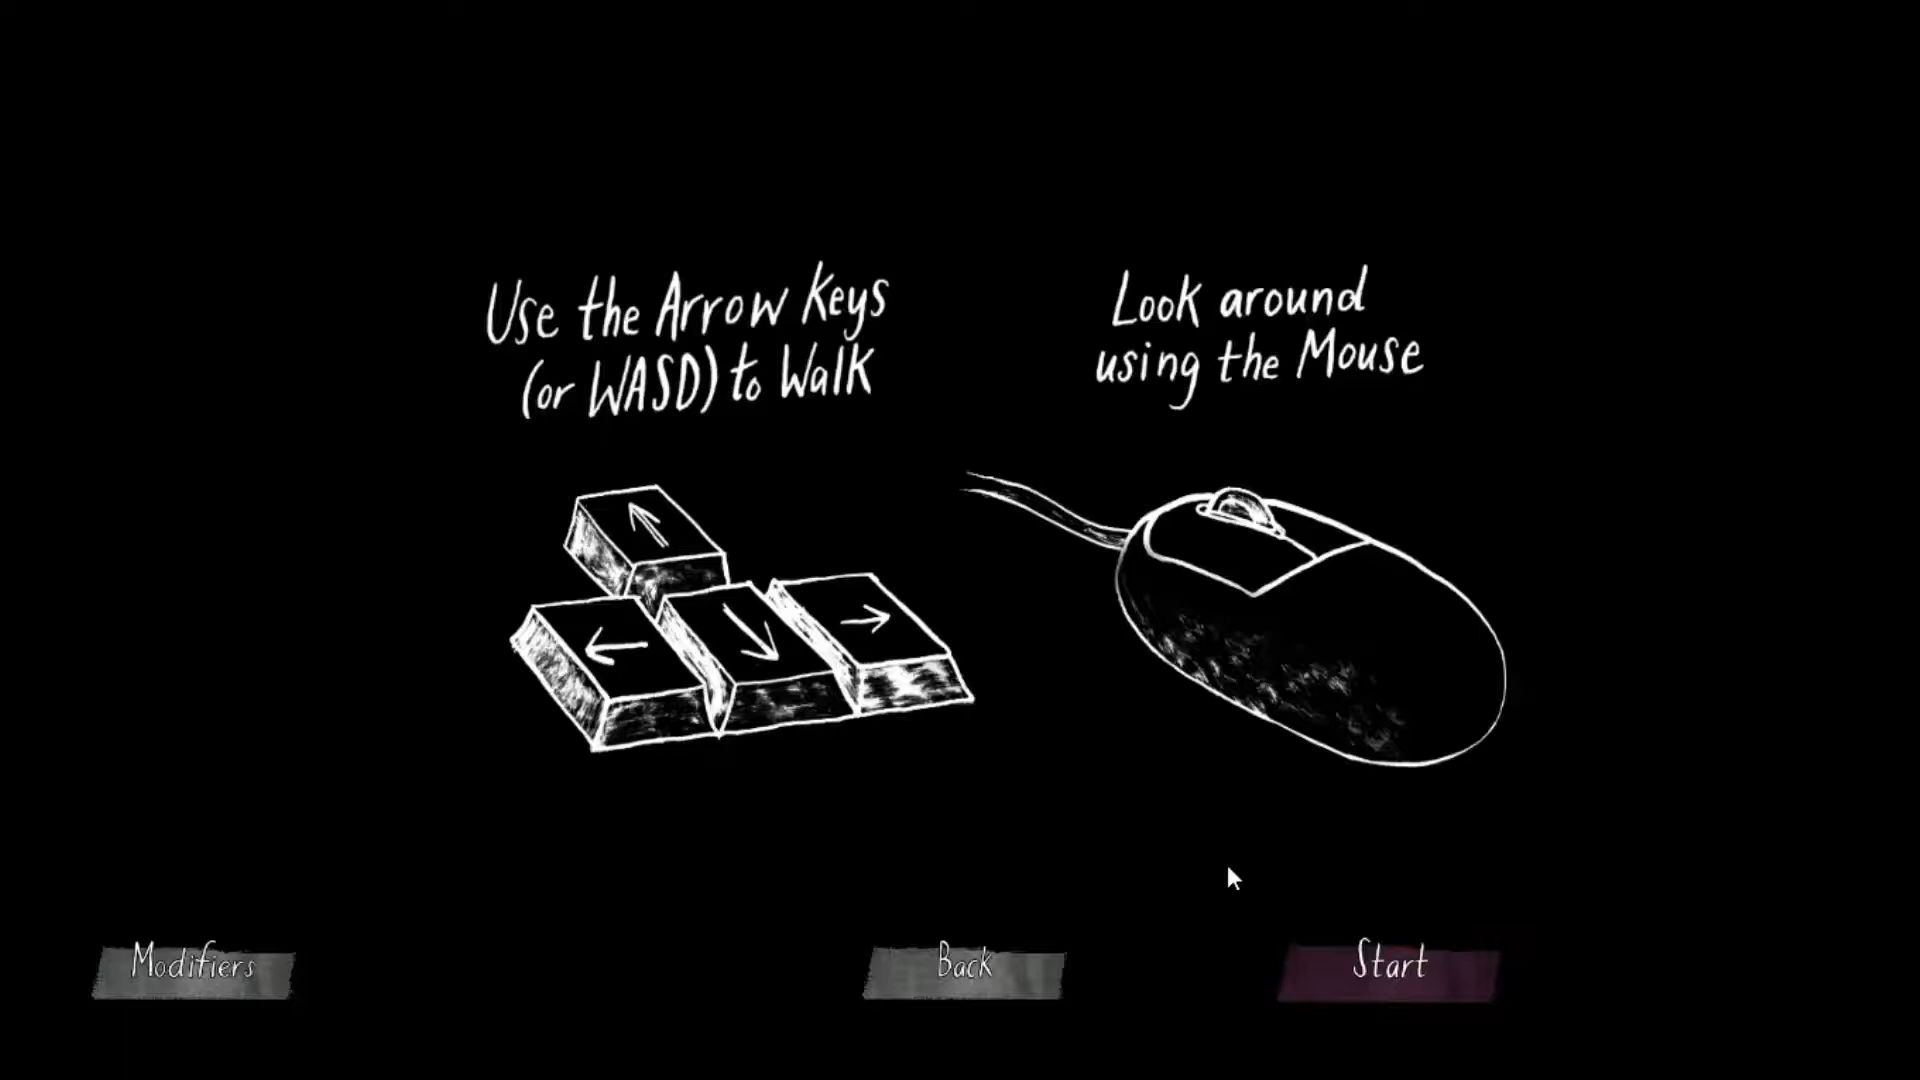 Use the Arrow Keys
(or WASD) to Walk
Look around
using the Mouse
Modifiers
Back
Start